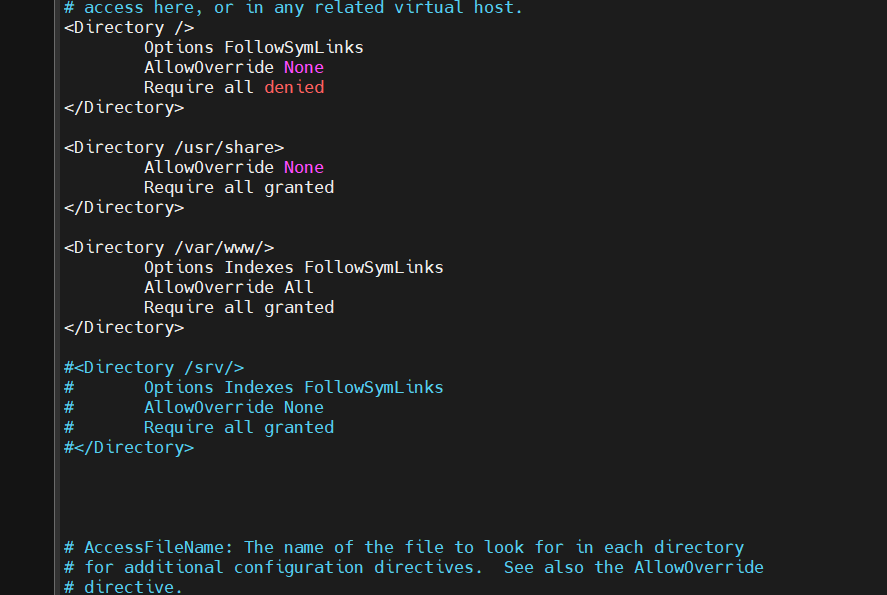 # access here, or in any related virtual host.
<Directory />
        Options FollowSymLinks
        AllowOverride None
        Require all denied
</Directory>

<Directory /usr/share>
        AllowOverride None
        Require all granted
</Directory>

<Directory /var/www/>
        Options Indexes FollowSymLinks
        AllowOverride All
        Require all granted
</Directory>

#<Directory /srv/>
#       Options Indexes FollowSymLinks
#       AllowOverride None
#       Require all granted
#</Directory>

# AccessFileName: The name of the file to look for in each directory
# for additional configuration directives.  See also the AllowOverride
# directive.